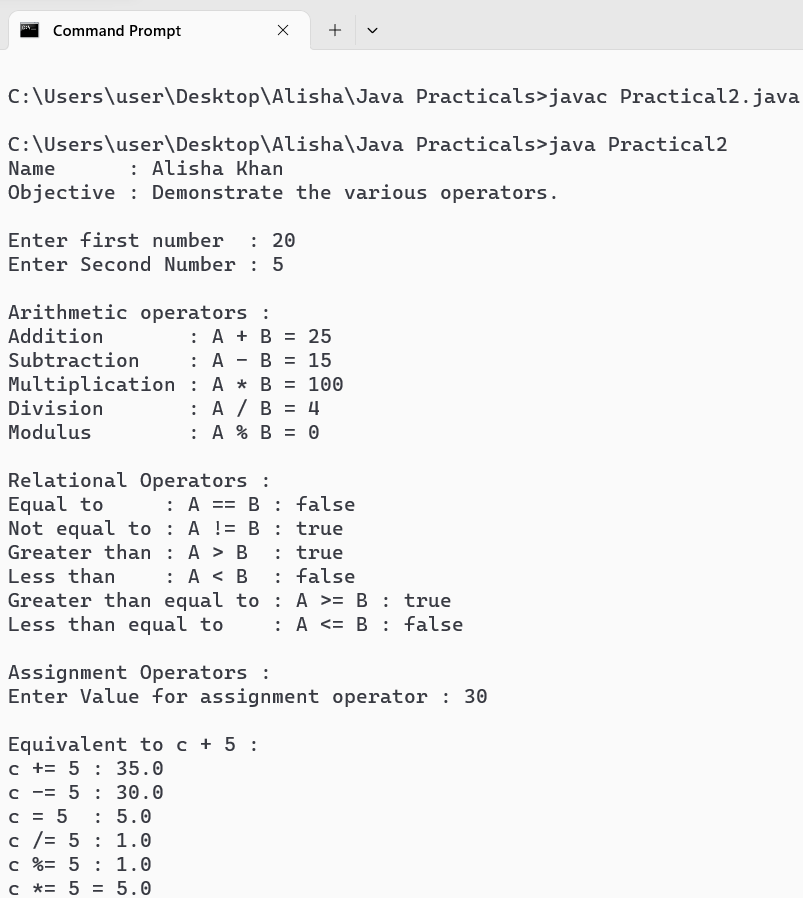 Command Prompt
C:\Users\user\Desktop\Alisha\Java Practicals>javac Practical2.java
C:\Users\user\Desktop\Alisha\Java Practicals>java Practical2
Name      : Alisha Khan
Objective : Demonstrate the various operators.
Enter first number  : 20
Enter Second Number : 5
Arithmetic operators :
Addition       : A + B = 25
Subtraction    : A - B = 15
Multiplication : A * B = 100
Division       : A / B = 4
Modulus        : A % B = 0
Relational Operators :
Equal to     : A == B : false
Not equal to : A != B : true
Greater than : A > B  : true
Less than    : A < B  : false
Greater than equal to : A >= B : true
Less than equal to    : A <= B : false
Assignment Operators :
Enter Value for assignment operator : 30
Equivalent to c + 5 :
c += 5 : 35.0
c -= 5 : 30.0
c = 5  : 5.0
c /= 5 : 1.0
c %= 5 : 1.0
c *= 5 = 5.0